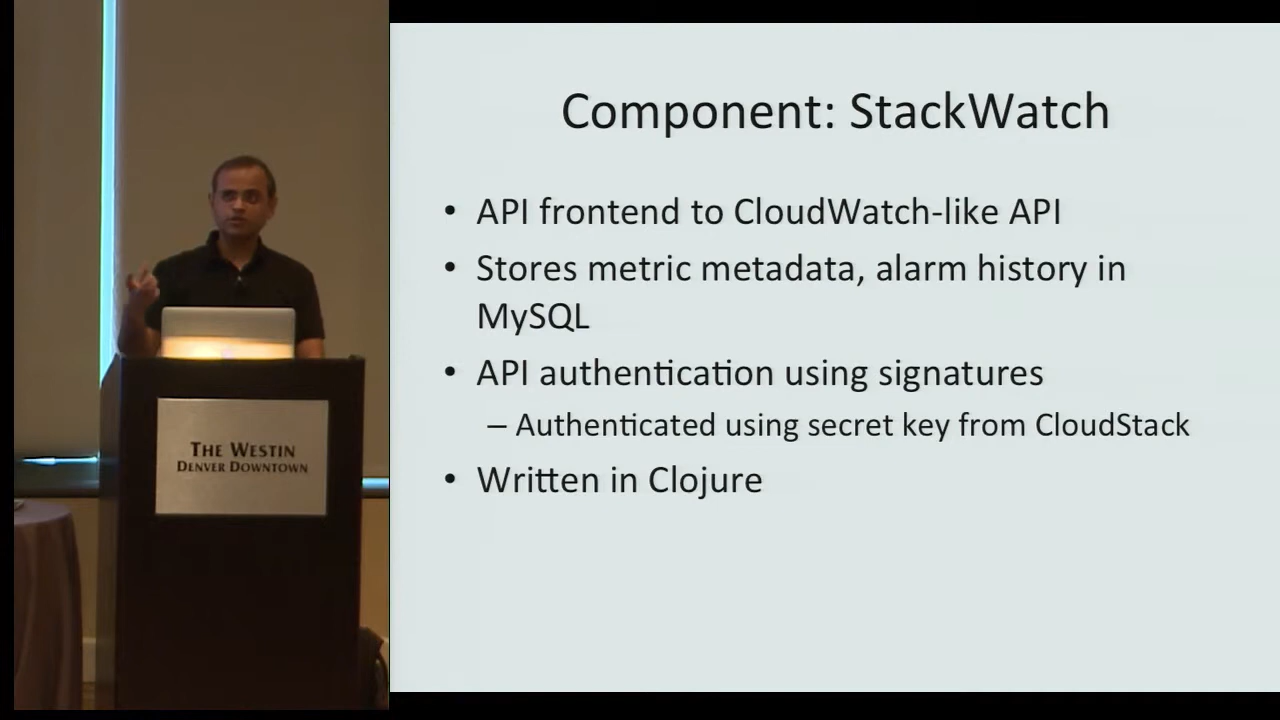 Component: StackWatch
• API frontend to CloudWatch-like API
• Stores metric metadata, alarm history in
MySQL
• API authentication using signatures
– Authenticated using secret key from CloudStack
• Written in Clojure
THE WESTIN
DENVER DOWNTOWN